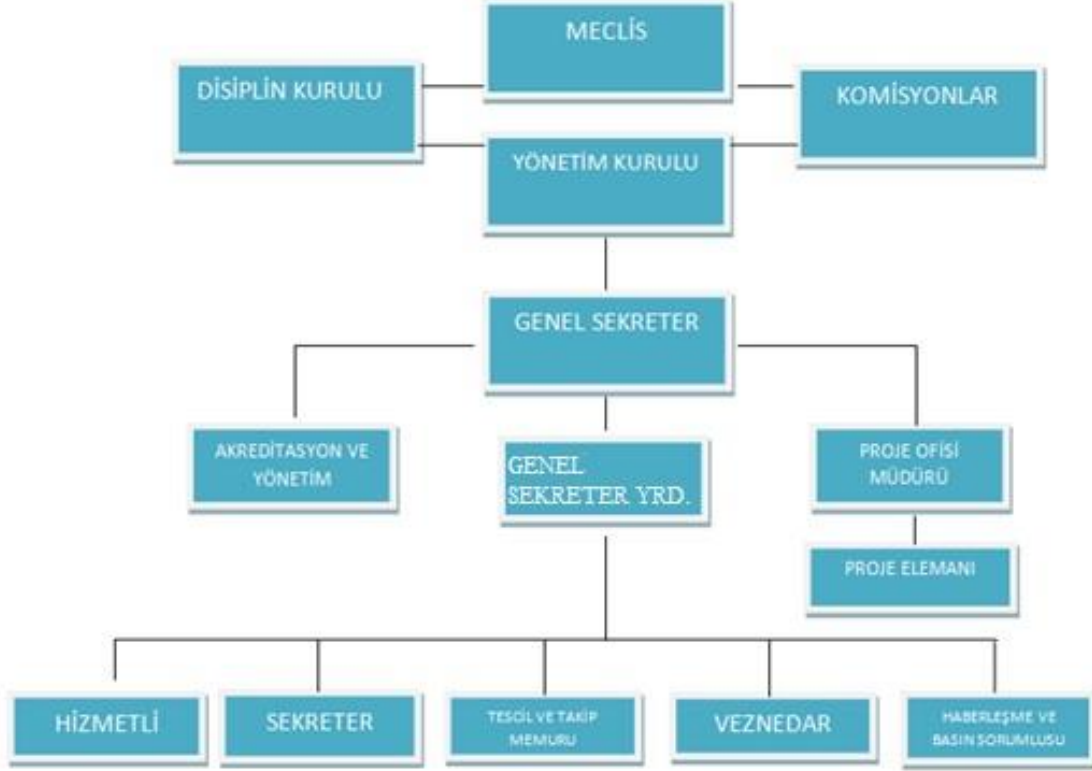 MECLİS
DİSİPLİN KURULU
KOMİSYONLAR
YÖNETİM KURULU
GENEL SEKRETER
AKREDİTASYON VE
YÖNETİM
GENEL
SEKRETER YRD.
PROJE OFİSİ
MÜDÜRÜ
PROJE ELEMANI
HİZMETLİ
SEKRETER
TESCİL VE TAKİP
MEMURU
VEZNEDAR
HABERLEŞME VE
BASIN SORUMLUSU